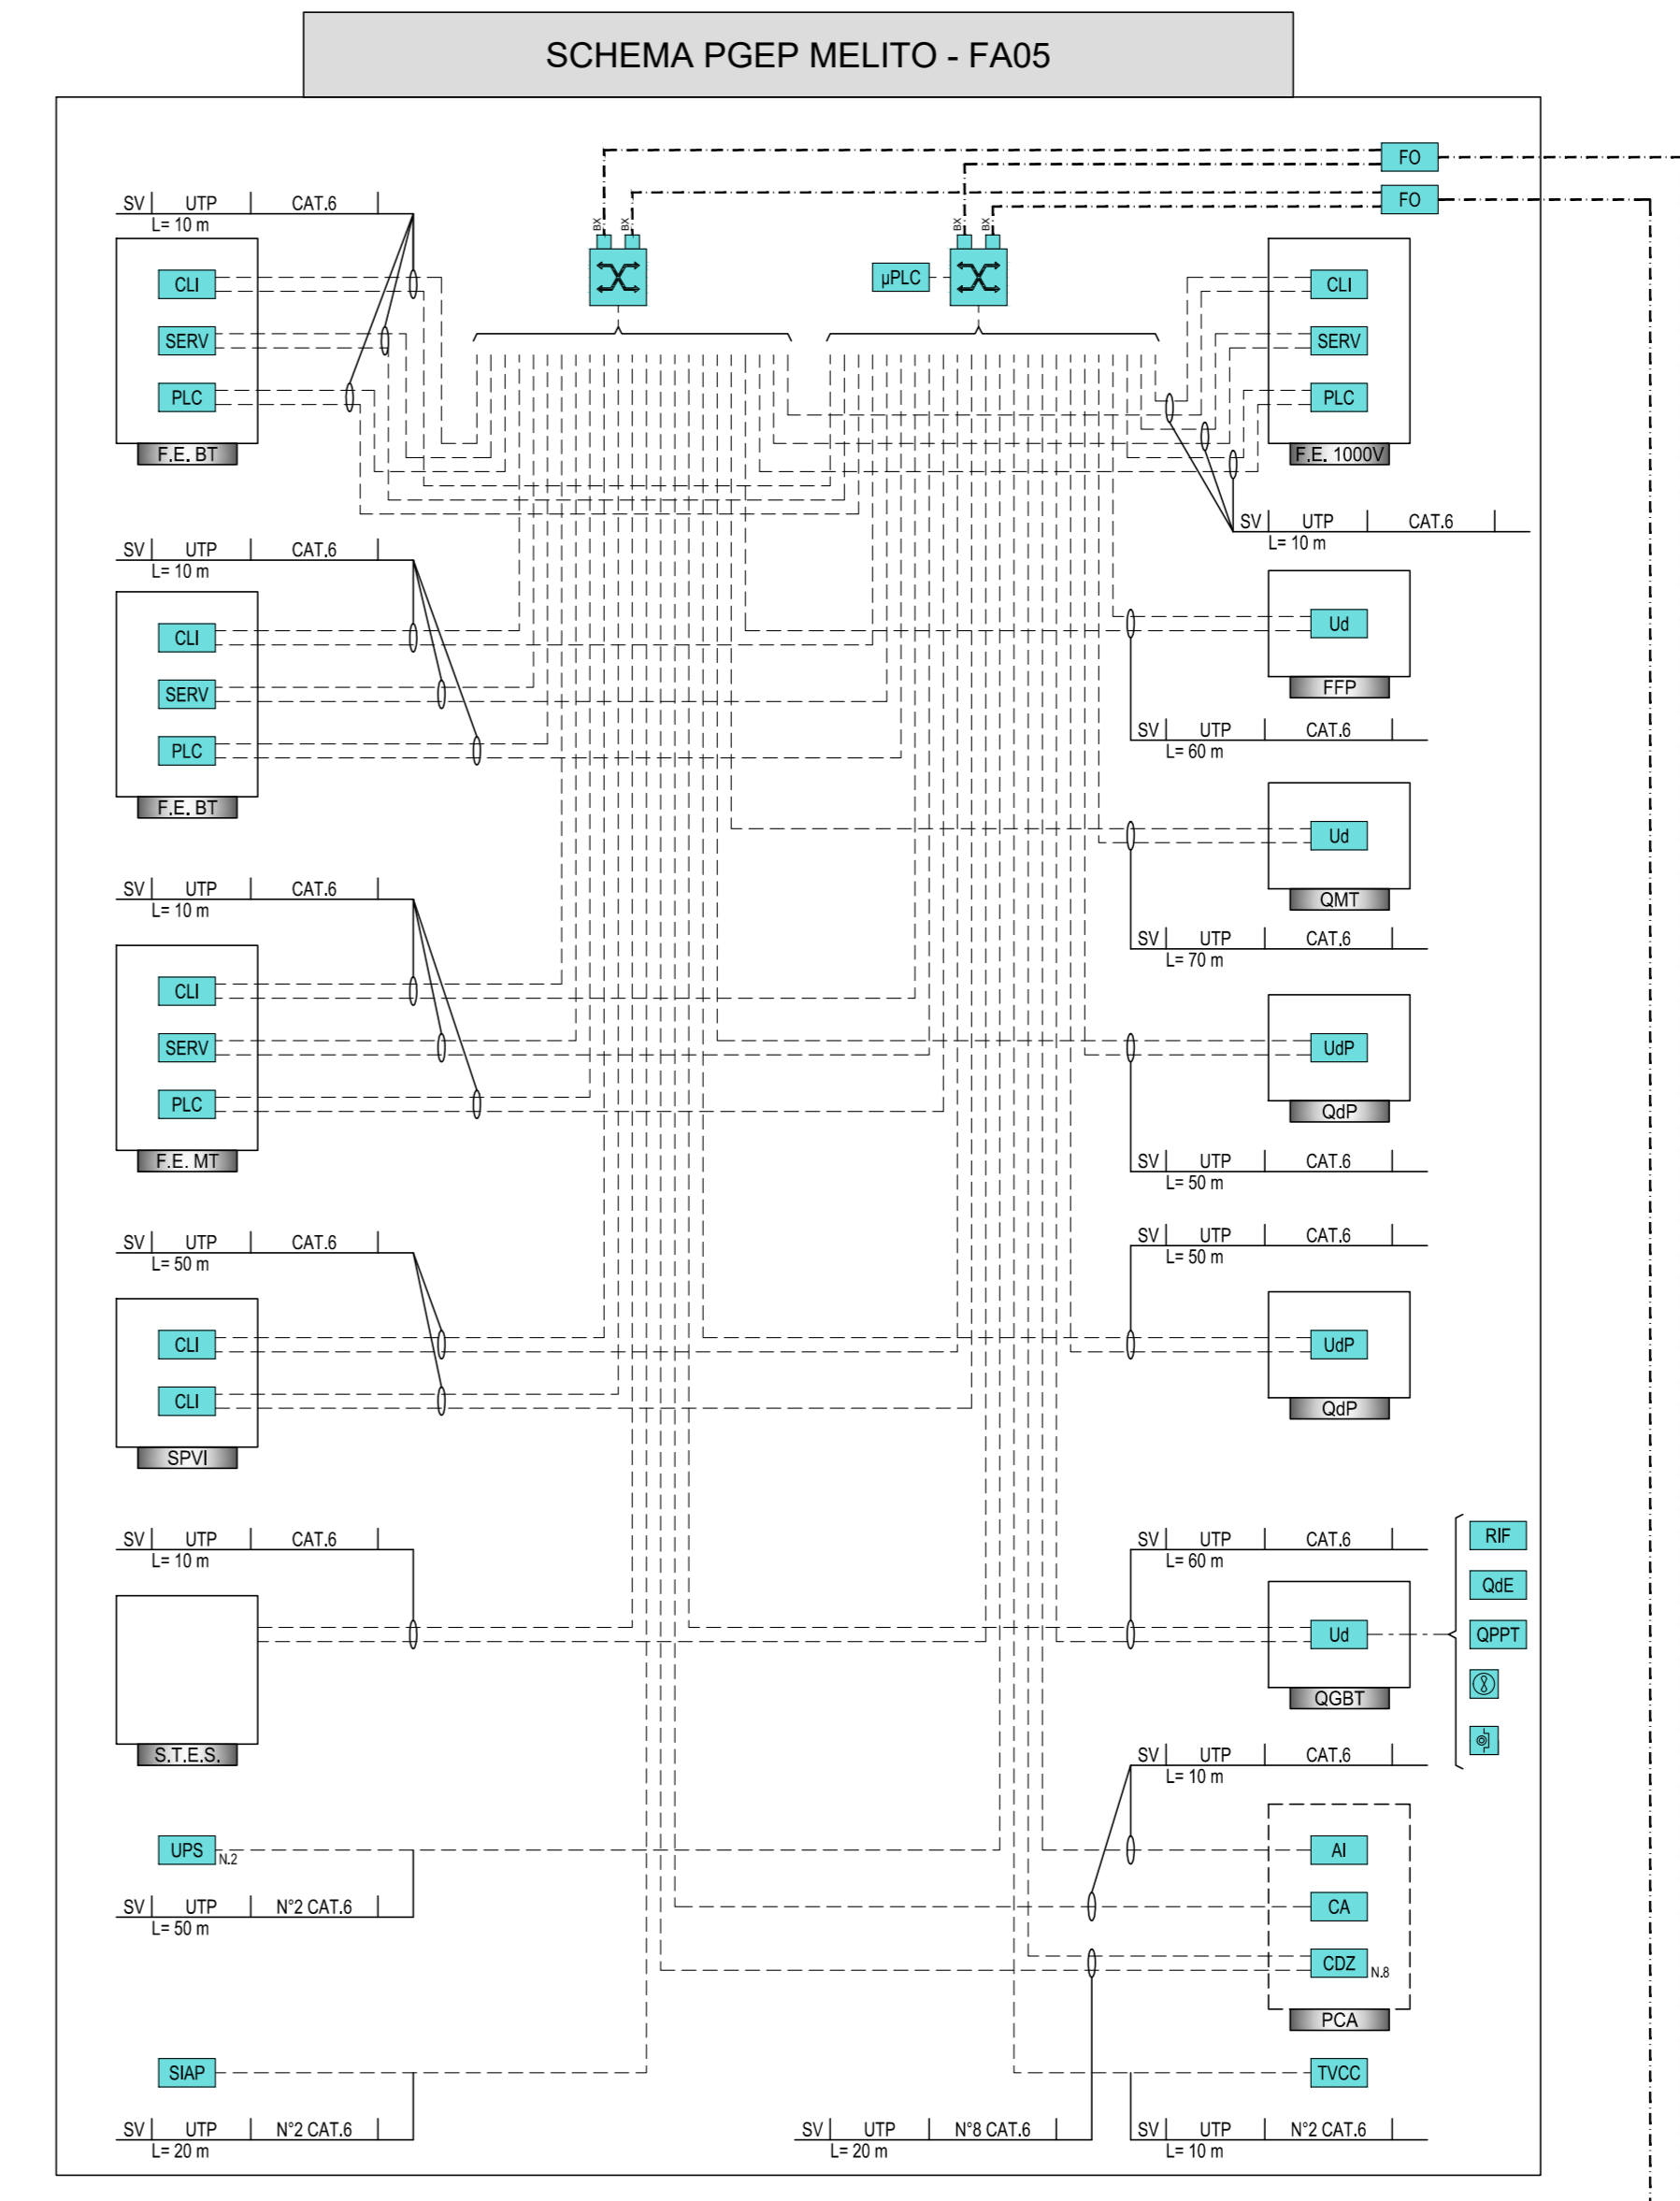 SCHEMA PGEP MELITO - FA05
FO
FO
SV UTP CAT.6
L= 10 m
BX BX
BX BX
µPLC
CLI
SERV
PLC
F.E. BT
CLI
SERV
PLC
F.E. 1000V
SV UTP CAT.6
L= 10 m
SV UTP CAT.6
L= 10 m
CLI
SERV
PLC
F.E. BT
Ud
FFP
SV UTP CAT.6
L= 60 m
SV UTP CAT.6
L= 10 m
Ud
QMT
SV UTP CAT.6
L= 70 m
CLI
SERV
PLC
F.E. MT
UdP
QdP
SV UTP CAT.6
L= 50 m
SV UTP CAT.6
L= 50 m
SV UTP CAT.6
L= 50 m
CLI
CLI
SPVI
UdP
QdP
SV UTP CAT.6
L= 10 m
S.T.E.S.
SV UTP CAT.6
L= 60 m
Ud
QGBT
RIF
QdE
QPPT
SV UTP CAT.6
L= 10 m
UPS N.2
SV UTP N°2 CAT.6
L= 50 m
AI
CA
CDZ N.8
PCA
SIAP
SV UTP N°2 CAT.6
L= 20 m
TVCC
SV UTP N°8 CAT.6
L= 20 m
SV UTP N°2 CAT.6
L= 10 m